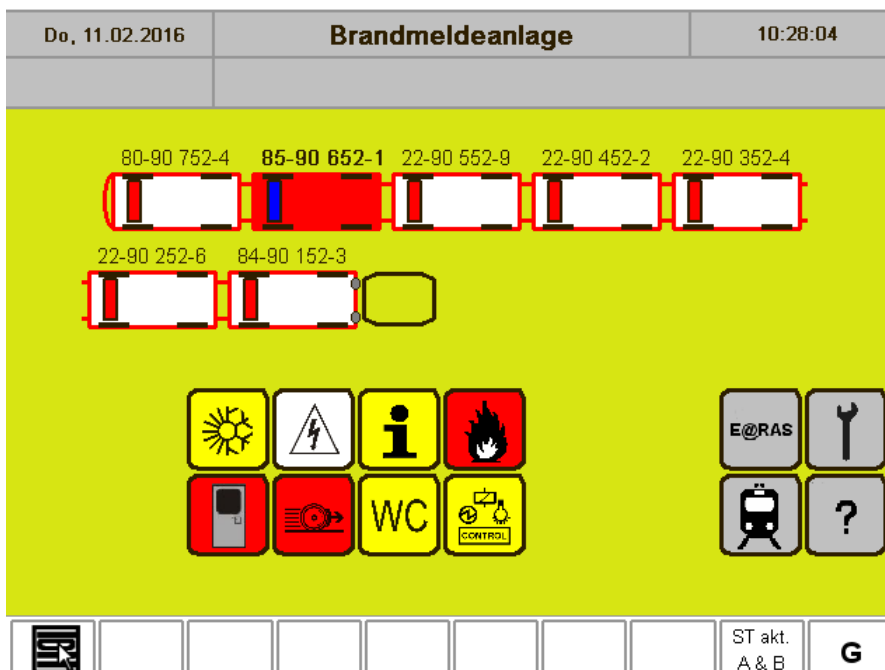 Do, 11.02.2016 Brandmeldeanlage 10:28:04
80-90 752-4 85-90 652-1 22-90 552-9 22-90 452-2 22-90 352-4
22-90 252-6 84-90 152-3
E@RAS
WC CONTROL ?
ST akt.
A & B G